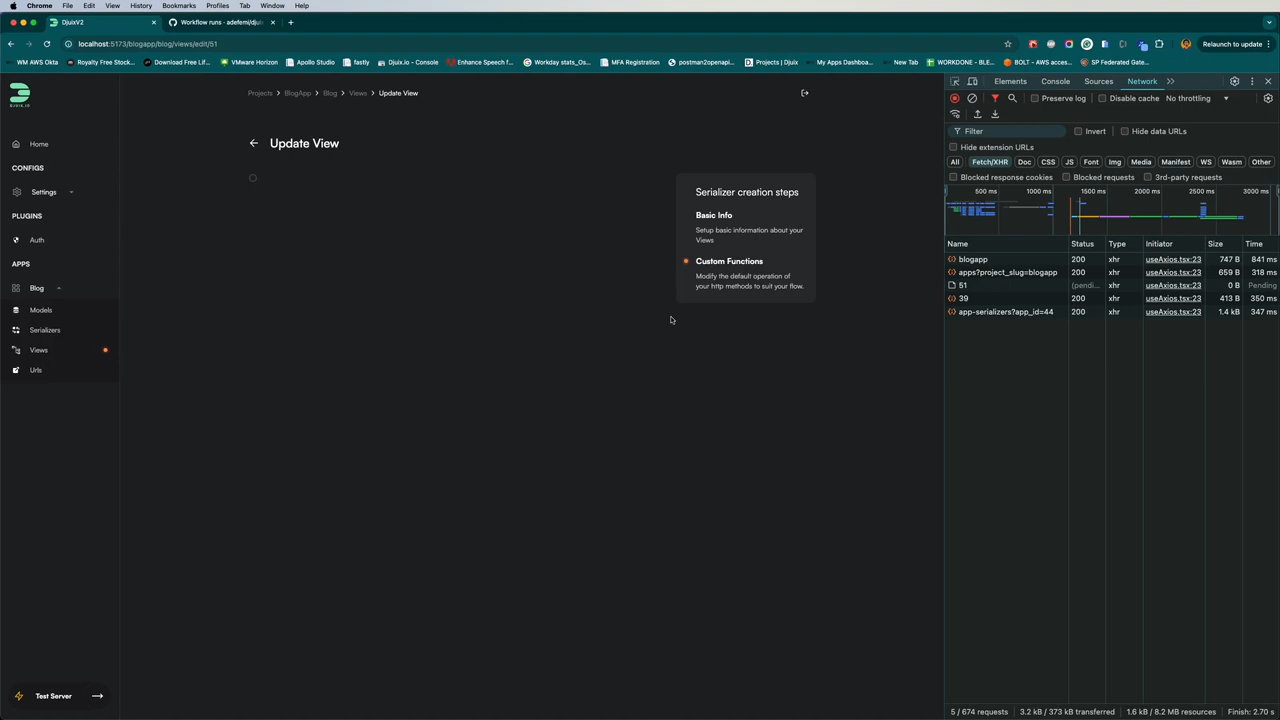 Chrome File Edit View History Bookmarks Profiles Tab Window Help
DjuixV2
Workflow runs - adefemi/djui
localhost:5173/blogapp/blog/views/edit/51
Relaunch to update
WM AWS Okta
Royalty Free Stock...
Download Free Lif...
VMware Horizon
Apollo Studio
fastly
Djuix.io - Console
Enhance Speech f...
Workday stats_Os...
MFA Registration
postman2openapi...
Projects | Djuix
My Apps Dashboar...
New Tab
WORKDONE - BLE...
BOLT - AWS acces...
SP Federated Gate...
DJUIX.IO
Home
CONFIGS
Settings
PLUGINS
Auth
APPS
Blog
Models
Serializers
Views
Urls
Test Server
Projects > BlogApp > Blog > Views > Update View
Update View
Serializer creation steps
Basic Info
Setup basic information about your
Views
Custom Functions
Modify the default operation of
your http methods to suit your flow.
Elements Console Sources Network
Preserve log Disable cache No throttling
Filter Invert Hide data URLs
Hide extension URLs
All Fetch/XHR Doc CSS JS Font Img Media Manifest WS Wasm Other
Blocked response cookies Blocked requests 3rd-party requests
500 ms 1000 ms 1500 ms 2000 ms 2500 ms 3000 ms
Name Status Type Initiator Size Time
blogapp 200 xhr useAxios.tsx:23 747 B 841 ms
apps?project_slug=blogapp 200 xhr useAxios.tsx:23 659 B 318 ms
51 (pendi... xhr useAxios.tsx:23 0 B Pending
39 200 xhr useAxios.tsx:23 413 B 350 ms
app-serializers?app_id=44 200 xhr useAxios.tsx:23 1.4 kB 347 ms
5 / 674 requests 3.2 kB / 373 kB transferred 1.6 kB / 8.2 MB resources Finish: 2.70 s